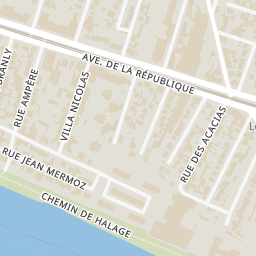 AVE. DE LA RÉPUBLIQUE
RUE AMPÈRE
VILLA NICOLAS
RUE DES ACACIAS
RUE JEAN MERMOZ
CHEMIN DE HALAGE